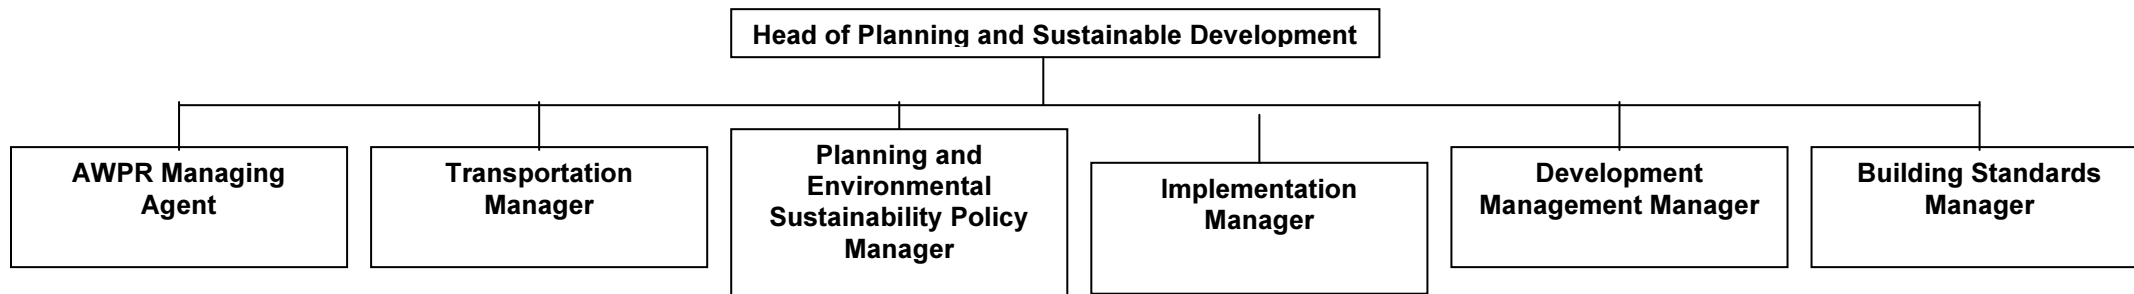 Head of Planning and Sustainable Development
AWPR Managing
Agent
Transportation
Manager
Planning and
Environmental
Sustainability Policy
Manager
Implementation
Manager
Development
Management Manager
Building Standards
Manager